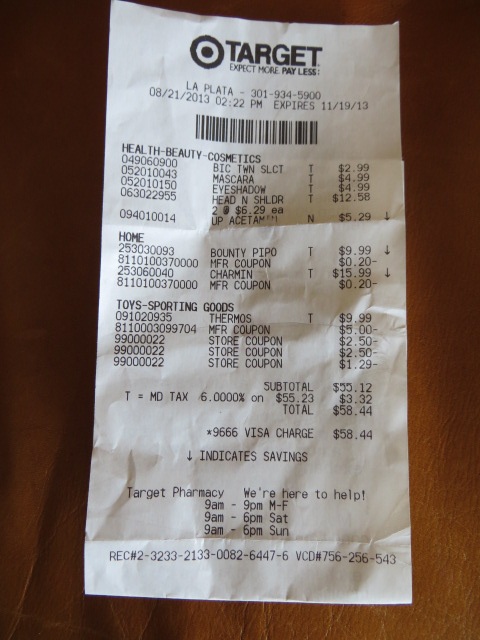 TARGET
EXPECT MORE. PAY LESS.
LA PLATA - 301-934-5900
08/21/2013 02:22 PM EXPIRES 11/19/13
HEALTH-BEAUTY-COSMETICS
049060900 BIC TWN SLCT T $2.99
052010043 MASCARA T $4.99
052010150 EYESHADOW T $4.99
063022955 HEAD N SHLDR T $12.58
2 @ $6.29 ea
094010014 UP N $5.29 ↓
HOME
253030093 BOUNTY PIPO T $9.99 ↓
8110100370000 MFR COUPON $0.20-
253060040 CHARMIN T $15.99 ↓
8110100370000 MFR COUPON $0.20-
TOYS-SPORTING GOODS
091020935 THERMOS T $9.99
8110003099704 MFR COUPON $5.00-
99000022 STORE COUPON $2.50-
99000022 STORE COUPON $2.50-
99000022 STORE COUPON $1.29-
SUBTOTAL $55.12
T = MD TAX 6.0000% on $55.23 $3.32
TOTAL $58.44
*9666 VISA CHARGE $58.44
↓ INDICATES SAVINGS
Target Pharmacy We're here to help!
9am - 9pm M-F
9am - 6pm Sat
9am - 6pm Sun
REC#2-3233-2133-0082-6447-6 VCD#756-256-543